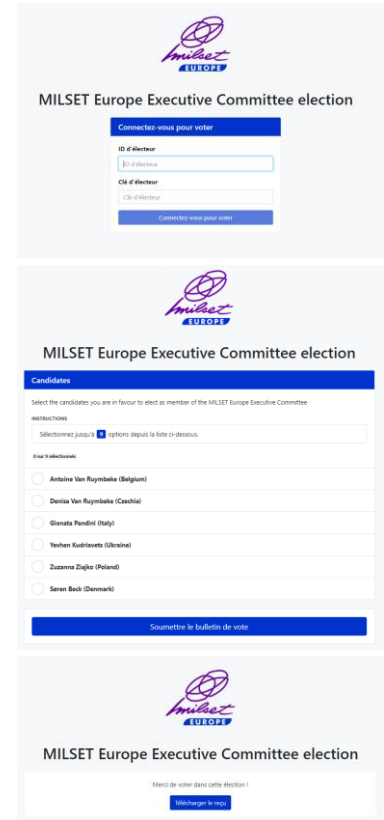 milset
EUROPE
MILSET Europe Executive Committee election
Connectez-vous pour voter
ID d'électeur
ID d'électeur
Clé d'électeur
Clé d'électeur
Connectez-vous pour voter
milset
EUROPE
MILSET Europe Executive Committee election
Candidates
Select the candidates you are in favour to elect as member of the MILSET Europe Executive Committee
INSTRUCTIONS
Sélectionnez jusqu'à 9 options depuis la liste ci-dessous.
0 sur 9 sélectionnés
Antoine Van Ruymbeke (Belgium)
Denisa Van Ruymbeke (Czechia)
Gionata Pandini (Italy)
Yevhen Kudriavets (Ukraine)
Zuzanna Ziajko (Poland)
Søren Beck (Denmark)
Soumettre le bulletin de vote
milset
EUROPE
MILSET Europe Executive Committee election
Merci de voter dans cette élection !
Télécharger le reçu